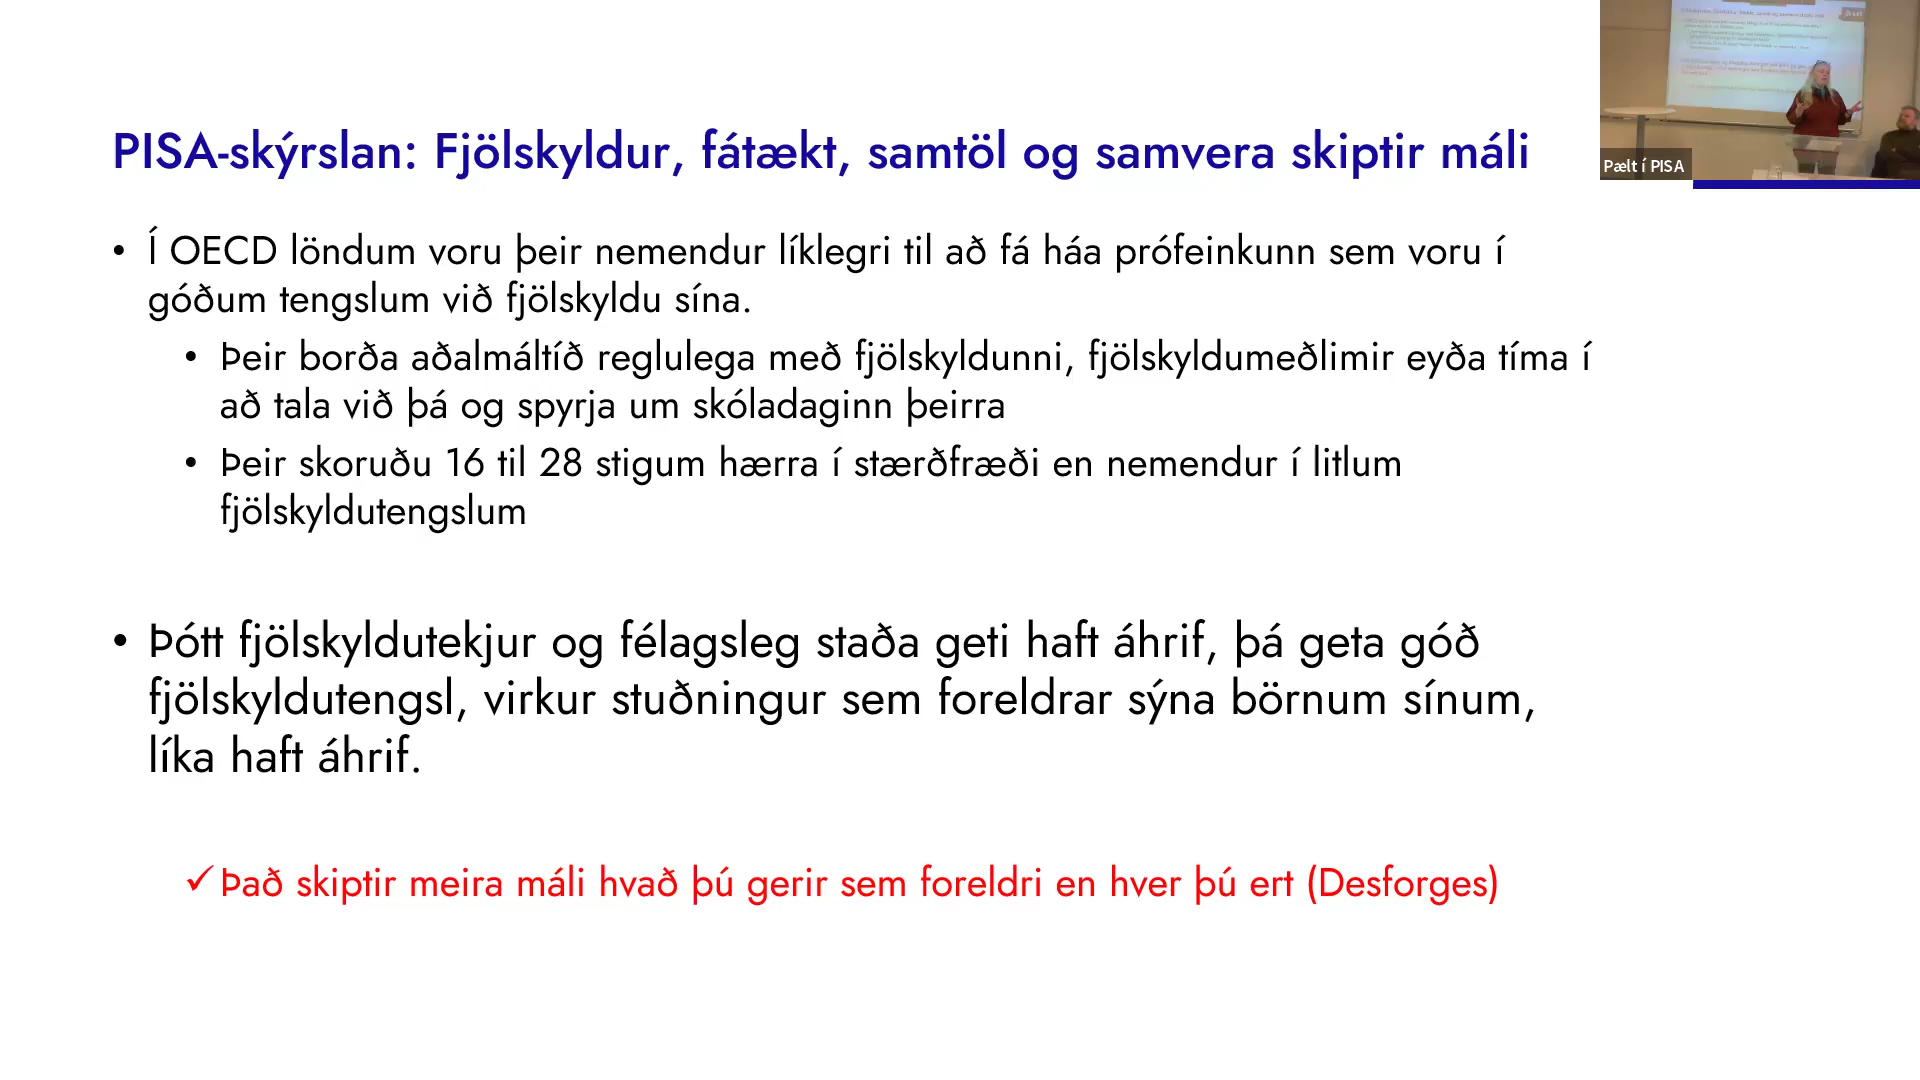 PISA-skýrslan: Fjölskyldur, fátækt, samtöl og samvera skiptir máli
Pælt í PISA
• Í OECD löndum voru þeir nemendur líklegri til að fá háa prófeinkunn sem voru í
góðum tengslum við fjölskyldu sína.
• Þeir borða aðalmáltíð reglulega með fjölskyldunni, fjölskyldumeðlimir eyða tíma í
að tala við þá og spyrja um skóladaginn þeirra
• Þeir skoruðu 16 til 28 stigum hærra í stærðfræði en nemendur í litlum
fjölskyldutengslum
• Þótt fjölskyldutekjur og félagsleg staða geti haft áhrif, þá geta góð
fjölskyldutengsl, virkur stuðningur sem foreldrar sýna börnum sínum,
líka haft áhrif.
✓ Það skiptir meira máli hvað þú gerir sem foreldri en hver þú ert (Desforges)